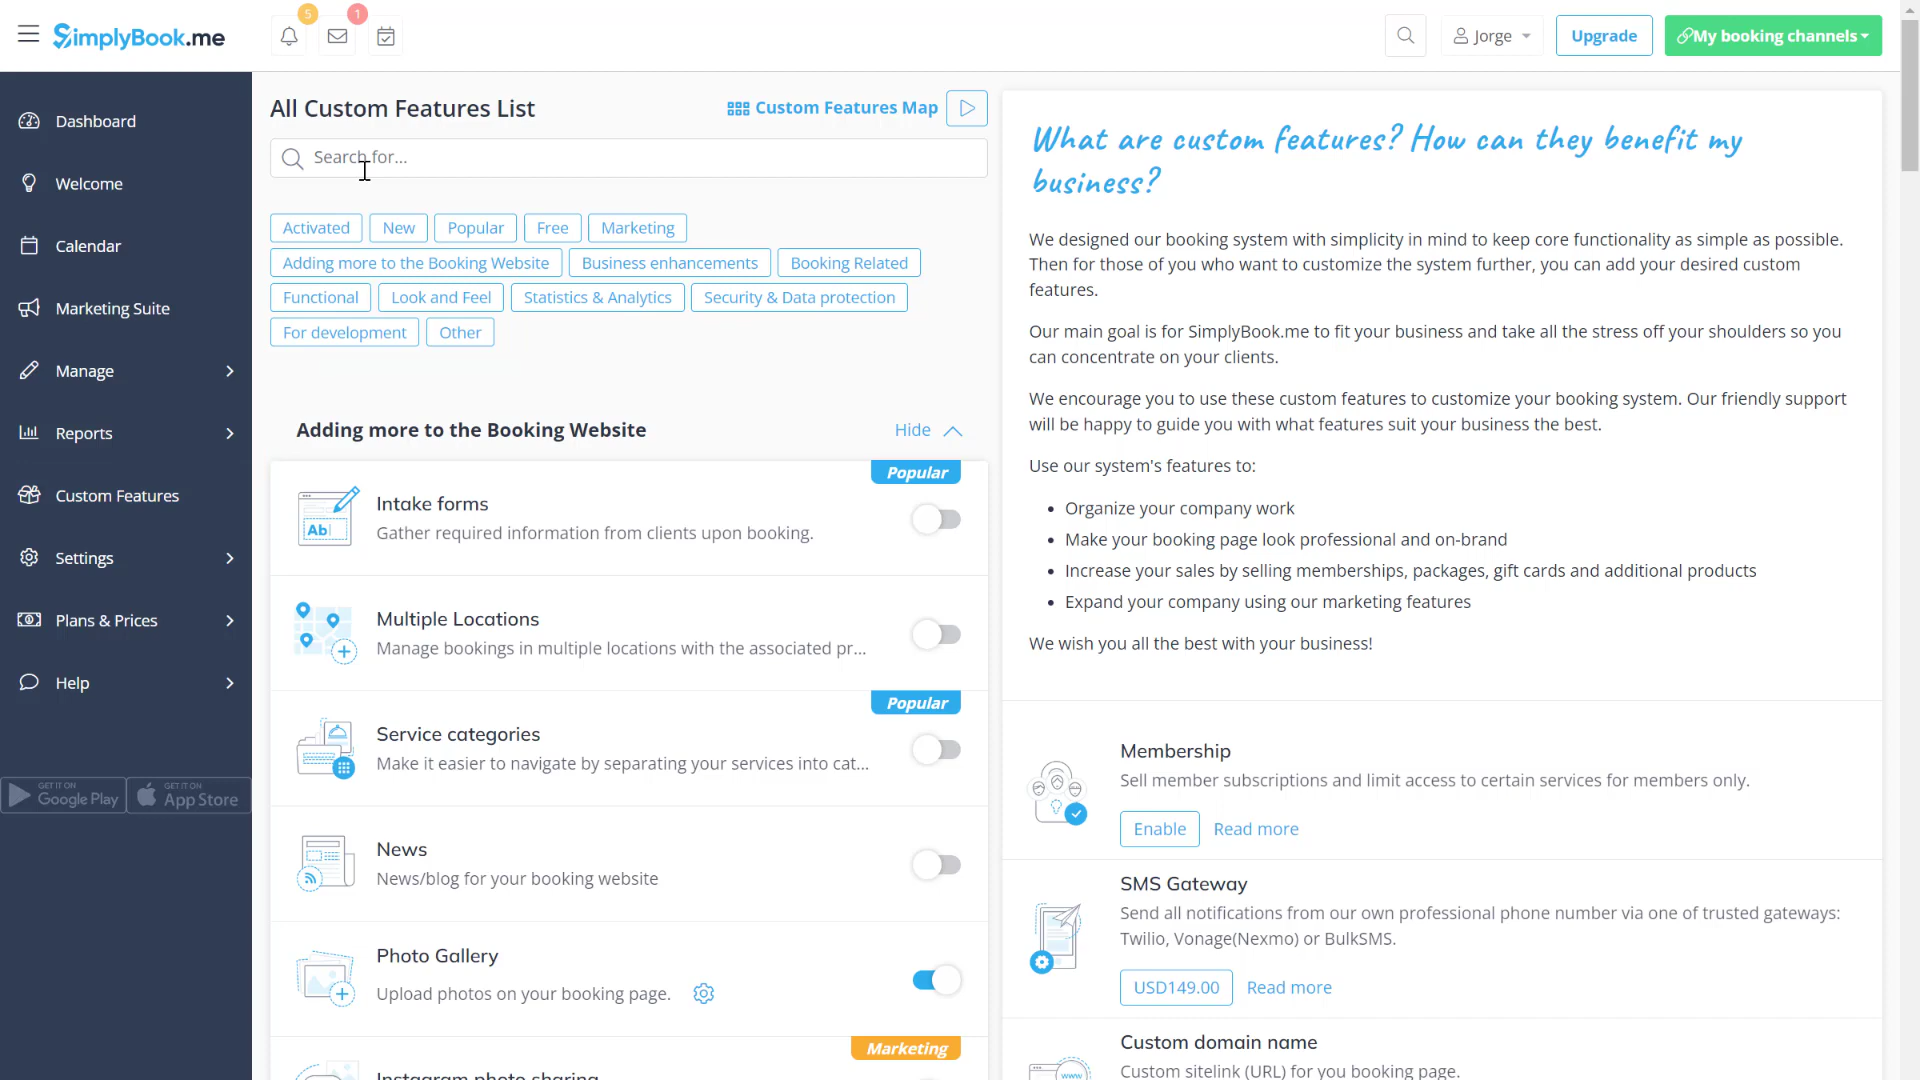 SimplyBook.me
5
1
Jorge
Upgrade
My booking channels
Dashboard
Welcome
Calendar
Marketing Suite
Manage
Reports
Custom Features
Settings
Plans & Prices
Help
GET IT ON
Google Play
GET IT ON
App Store
All Custom Features List
Custom Features Map
Search for...
Activated
New
Popular
Free
Marketing
Adding more to the Booking Website
Business enhancements
Booking Related
Functional
Look and Feel
Statistics & Analytics
Security & Data protection
For development
Other
Adding more to the Booking Website
Hide
Popular
Ab
Intake forms
Gather required information from clients upon booking.
Multiple Locations
Manage bookings in multiple locations with the associated pr...
Popular
Service categories
Make it easier to navigate by separating your services into cat...
News
News/blog for your booking website
Photo Gallery
Upload photos on your booking page.
Marketing
Instagram photo sharing
What are custom features? How can they benefit my
business?
We designed our booking system with simplicity in mind to keep core functionality as simple as possible.
Then for those of you who want to customize the system further, you can add your desired custom
features.
Our main goal is for SimplyBook.me to fit your business and take all the stress off your shoulders so you
can concentrate on your clients.
We encourage you to use these custom features to customize your booking system. Our friendly support
will be happy to guide you with what features suit your business the best.
Use our system's features to:
• Organize your company work
• Make your booking page look professional and on-brand
• Increase your sales by selling memberships, packages, gift cards and additional products
• Expand your company using our marketing features
We wish you all the best with your business!
Membership
Sell member subscriptions and limit access to certain services for members only.
Enable
Read more
SMS Gateway
Send all notifications from our own professional phone number via one of trusted gateways:
Twilio, Vonage(Nexmo) or BulkSMS.
USD149.00
Read more
Custom domain name
Custom sitelink (URL) for you booking page.
www